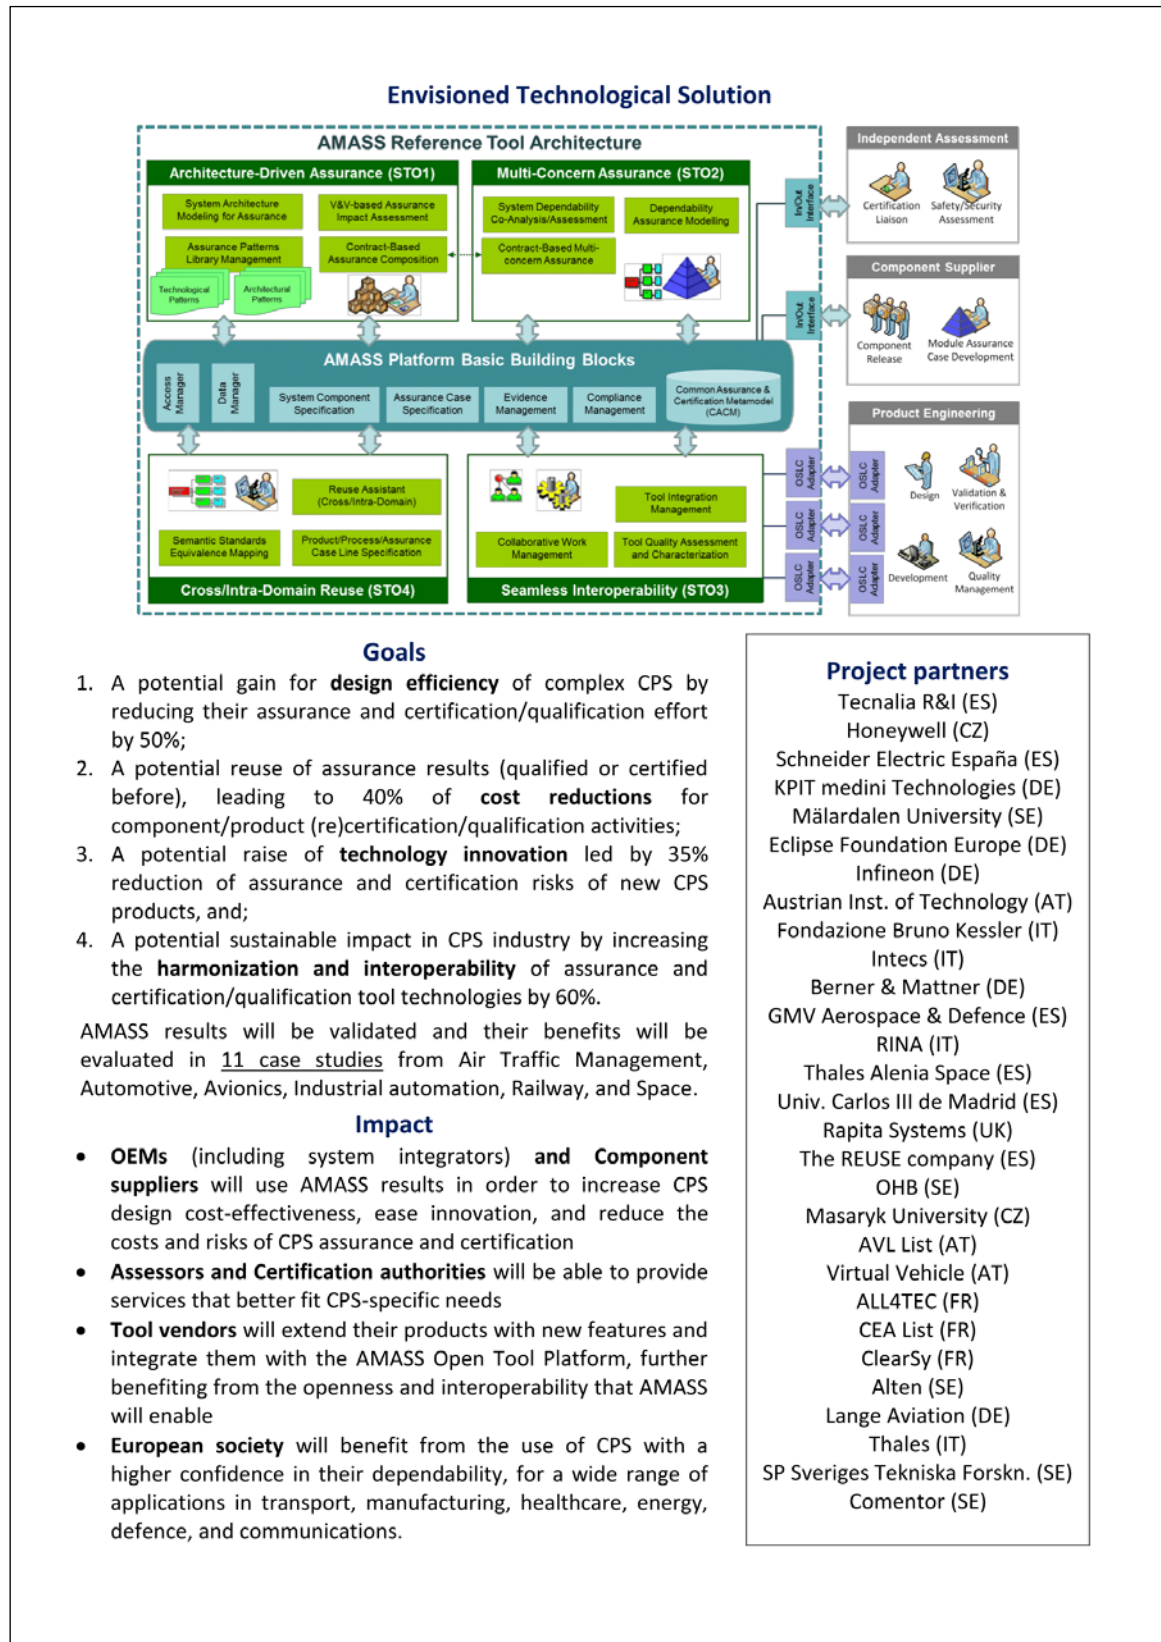 Envisioned Technological Solution
AMASS Reference Tool Architecture
Architecture-Driven Assurance (STO1)
System Architecture
Modeling for Assurance
V&V-based Assurance
Impact Assessment
Assurance Patterns
Library Management
Contract-Based
Assurance Composition
Technological
Patterns
Architectural
Patterns
Multi-Concern Assurance (STO2)
System Dependability
Co-Analysis/Assessment
Dependability
Assurance Modelling
Contract-Based Multi-
concern Assurance
AMASS Platform Basic Building Blocks
Access
Manager
Data
Manager
System Component
Specification
Assurance Case
Specification
Evidence
Management
Compliance
Management
Common Assurance &
Certification Metamodel
(CACM)
Reuse Assistant
(Cross/Intra-Domain)
Semantic Standards
Equivalence Mapping
Product/Process/Assurance
Case Line Specification
Cross/Intra-Domain Reuse (STO4)
Tool Integration
Management
Collaborative Work
Management
Tool Quality Assessment
and Characterization
Seamless Interoperability (STO3)
In/Out
Interface
In/Out
Interface
OSLC
Adapter
OSLC
Adapter
OSLC
Adapter
OSLC
Adapter
OSLC
Adapter
OSLC
Adapter
Independent Assessment
Certification
Liaison
Safety/Security
Assessment
Component Supplier
Component
Release
Module Assurance
Case Development
Product Engineering
Design
Validation &
Verification
Development
Quality
Management
Goals
1. A potential gain for design efficiency of complex CPS by
reducing their assurance and certification/qualification effort
by 50%;
2. A potential reuse of assurance results (qualified or certified
before), leading to 40% of cost reductions for
component/product (re)certification/qualification activities;
3. A potential raise of technology innovation led by 35%
reduction of assurance and certification risks of new CPS
products, and;
4. A potential sustainable impact in CPS industry by increasing
the harmonization and interoperability of assurance and
certification/qualification tool technologies by 60%.
AMASS results will be validated and their benefits will be
evaluated in 11 case studies from Air Traffic Management,
Automotive, Avionics, Industrial automation, Railway, and Space.
Impact
• OEMs (including system integrators) and Component
suppliers will use AMASS results in order to increase CPS
design cost-effectiveness, ease innovation, and reduce the
costs and risks of CPS assurance and certification
• Assessors and Certification authorities will be able to provide
services that better fit CPS-specific needs
• Tool vendors will extend their products with new features and
integrate them with the AMASS Open Tool Platform, further
benefiting from the openness and interoperability that AMASS
will enable
• European society will benefit from the use of CPS with a
higher confidence in their dependability, for a wide range of
applications in transport, manufacturing, healthcare, energy,
defence, and communications.
Project partners
Tecnalia R&I (ES)
Honeywell (CZ)
Schneider Electric España (ES)
KPIT medini Technologies (DE)
Mälardalen University (SE)
Eclipse Foundation Europe (DE)
Infineon (DE)
Austrian Inst. of Technology (AT)
Fondazione Bruno Kessler (IT)
Intecs (IT)
Berner & Mattner (DE)
GMV Aerospace & Defence (ES)
RINA (IT)
Thales Alenia Space (ES)
Univ. Carlos III de Madrid (ES)
Rapita Systems (UK)
The REUSE company (ES)
OHB (SE)
Masaryk University (CZ)
AVL List (AT)
Virtual Vehicle (AT)
ALL4TEC (FR)
CEA List (FR)
ClearSy (FR)
Alten (SE)
Lange Aviation (DE)
Thales (IT)
SP Sveriges Tekniska Forskn. (SE)
Comentor (SE)